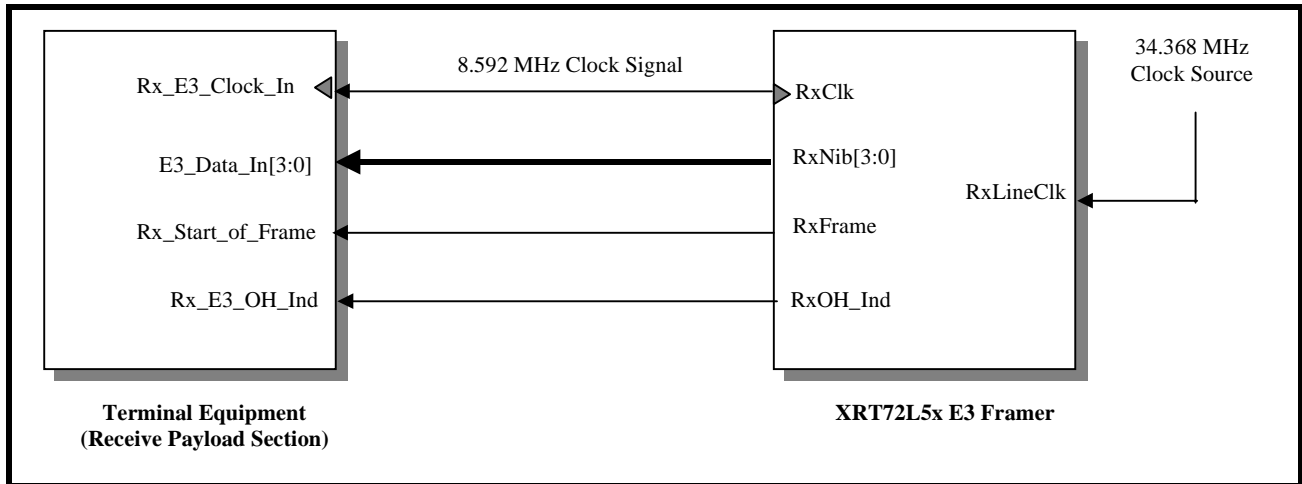 Rx_E3_Clock_In
8.592 MHz Clock Signal
RxClk
34.368 MHz
Clock Source
E3_Data_In[3:0]
RxNib[3:0]
RxLineClk
Rx_Start_of_Frame
RxFrame
Rx_E3_OH_Ind
RxOH_Ind
Terminal Equipment
(Receive Payload Section)
XRT72L5x E3 Framer